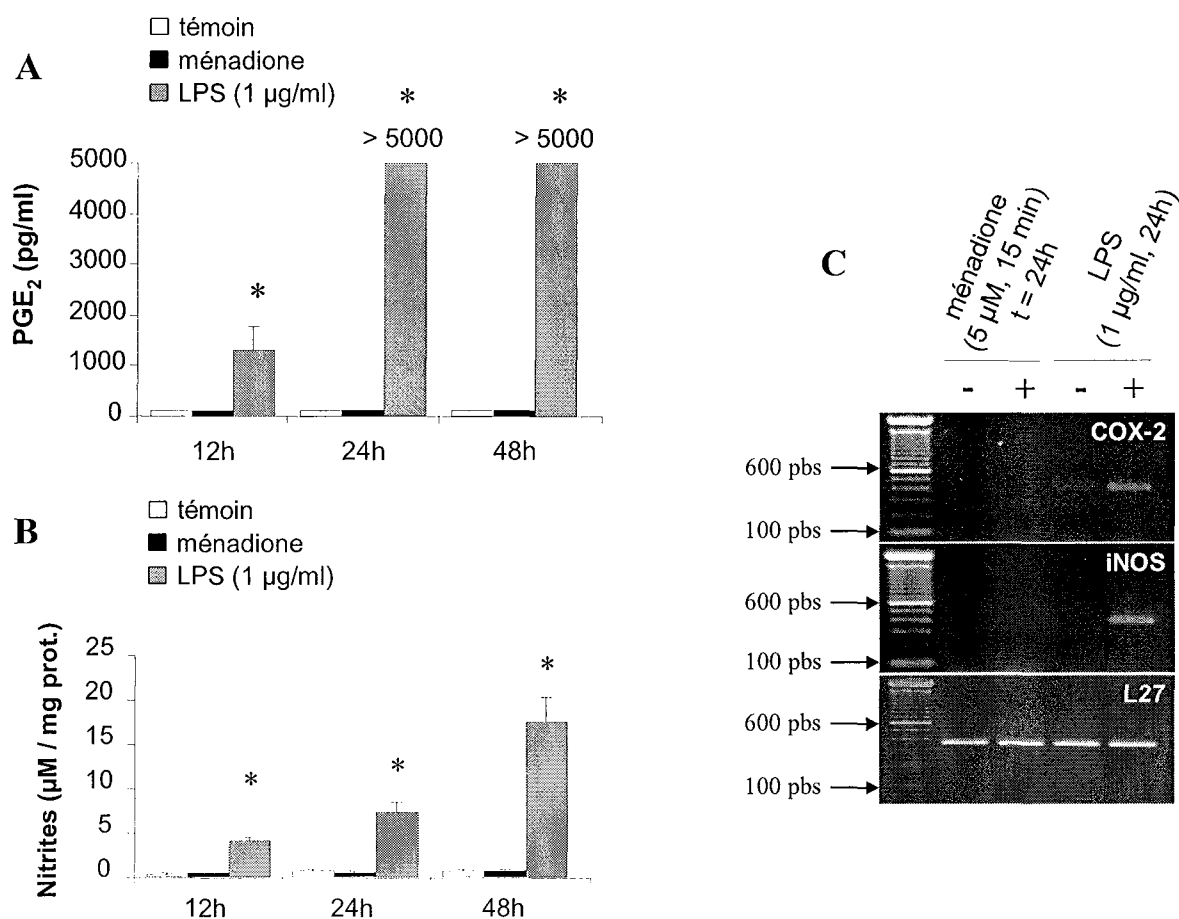 A
témoin
ménadione
LPS (1 µg/ml)
*
*
> 5000
> 5000
*
PGE2 (pg/ml)
5000
4000
3000
2000
1000
0
12h
24h
48h
B
témoin
ménadione
LPS (1 µg/ml)
*
*
*
Nitrites (µM / mg prot.)
25
20
15
10
5
0
12h
24h
48h
C
ménadione
(5 µM, 15 min)
t = 24h
LPS
(1 µg/ml, 24h)
- + - +
COX-2
600 pbs
100 pbs
iNOS
600 pbs
100 pbs
L27
600 pbs
100 pbs